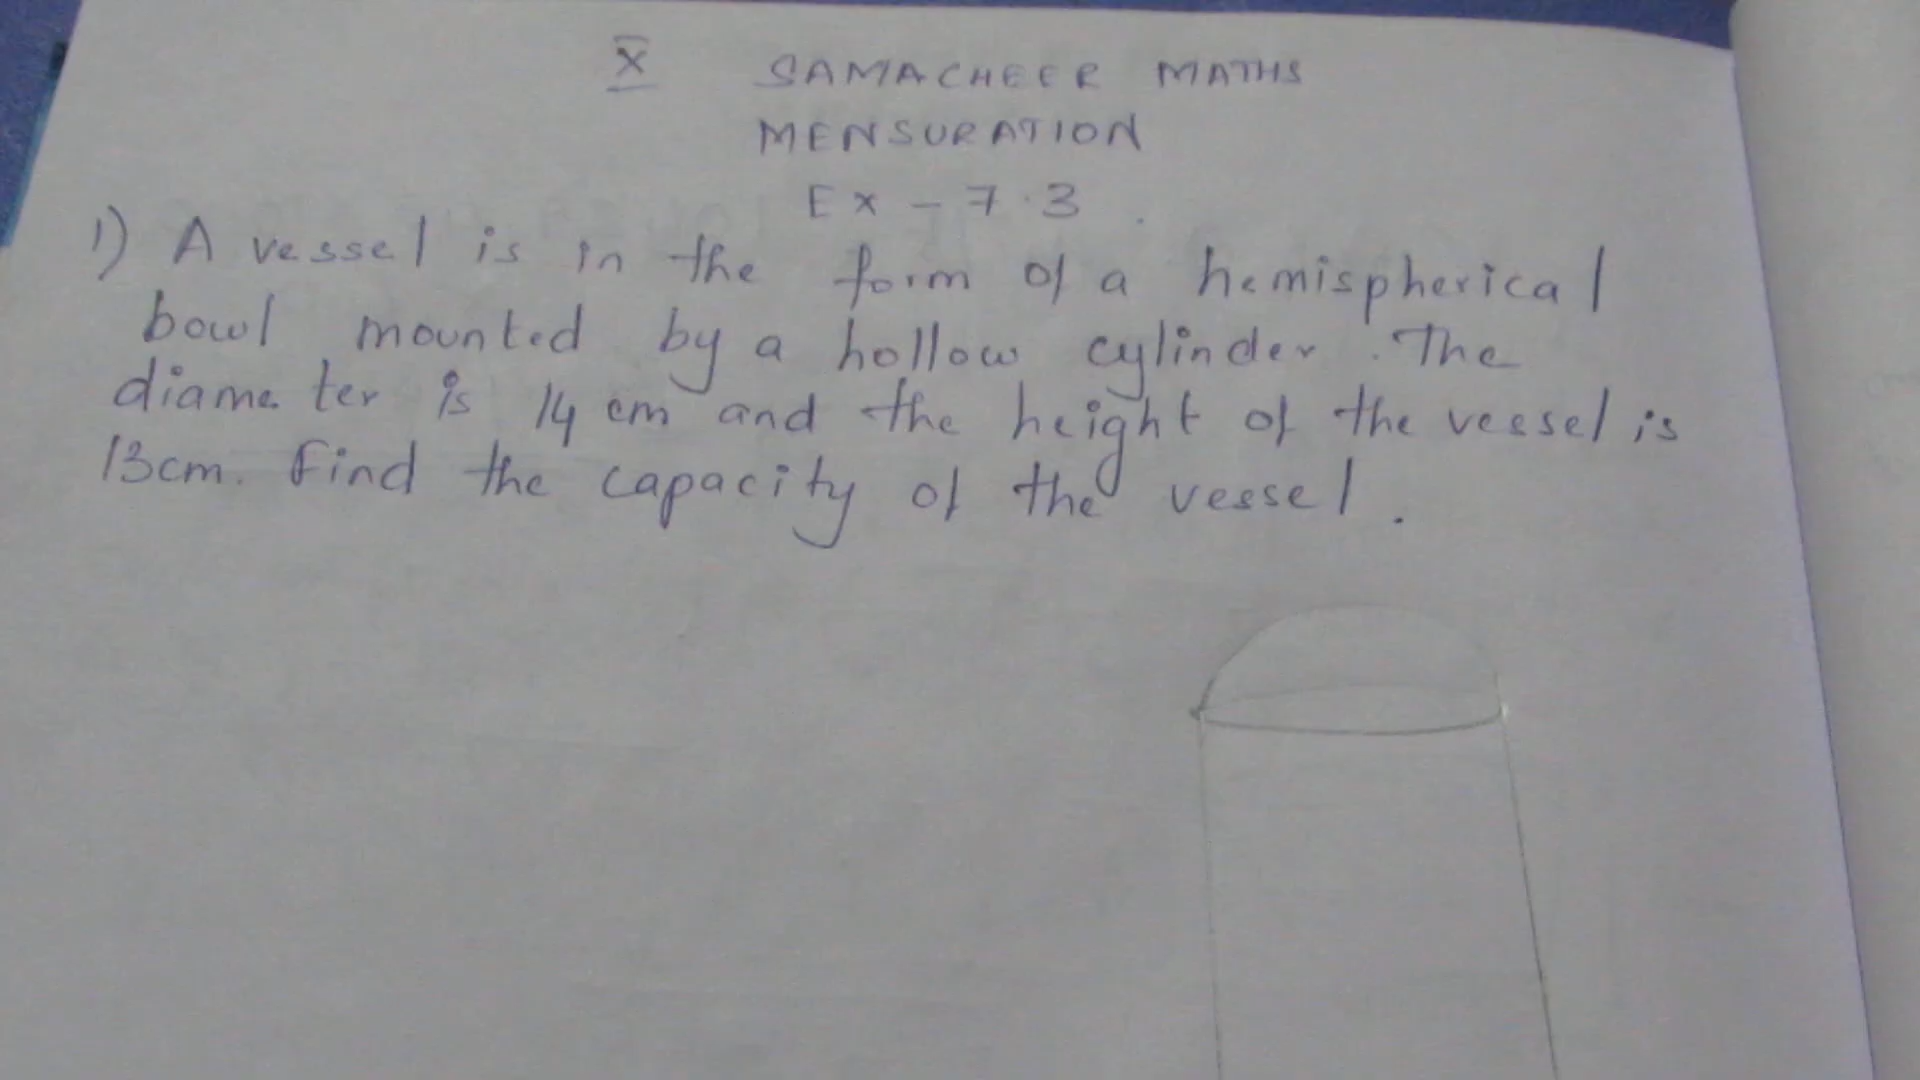 X SAMACHEER MATHS
MENSURATION
Ex - 7.3
1) A vessel is in the form of a hemispherical
bowl mounted by a hollow cylinder. The
diameter is 14 cm and the height of the vessel is
13cm. Find the capacity of the vessel.